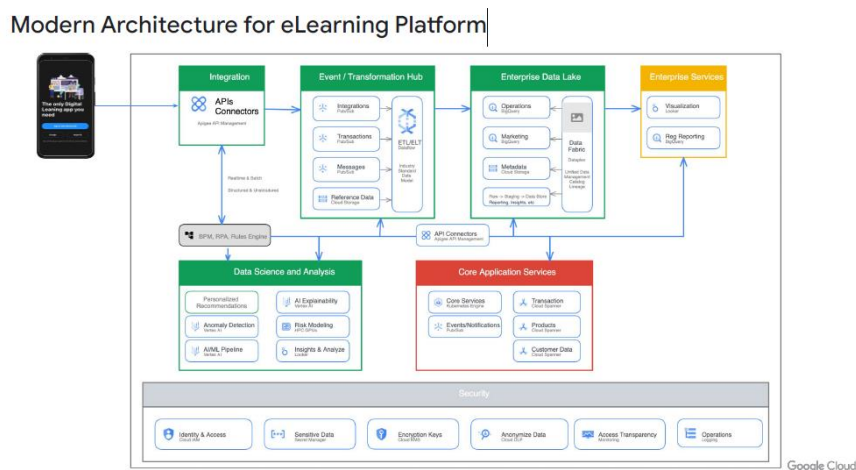 Modern Architecture for eLearning Platform
The only Digital
Learning app you
need
Integration
APIs
Connectors
Apigee API Management
Event / Transformation Hub
Integrations
Pub/Sub
Transactions
Pub/Sub
Messages
Pub/Sub
Reference Data
Cloud Storage
ETL/ELT
Dataflow
Industry
Standard
Data
Model
Enterprise Data Lake
Operations
BigQuery
Marketing
BigQuery
Metadata
Cloud Storage
Raw -> Staging -> Data Store,
Reporting, Insights, etc
Data
Fabric
Dataplex
Unified Data
Management
Catalog
Lineage
Enterprise Services
Visualization
Looker
Reg Reporting
BigQuery
Realtime & Batch
Structured & Unstructured
BPM, RPA, Rules Engine
API Connectors
Apigee API Management
Data Science and Analysis
Personalized
Recommendations
Anomaly Detection
Vertex AI
AI/ML Pipeline
Vertex AI
AI Explainability
Vertex AI
Risk Modeling
HPC GPUs
Insights & Analyze
Looker
Core Application Services
Core Services
Kubernetes Engine
Events/Notifications
Pub/Sub
Transaction
Cloud Spanner
Products
Cloud Spanner
Customer Data
Cloud Spanner
Security
Identity & Access
Cloud IAM
Sensitive Data
Secret Manager
Encryption Keys
Cloud KMS
Anonymize Data
Cloud DLP
Access Transparency
Monitoring
Operations
Logging
Google Cloud